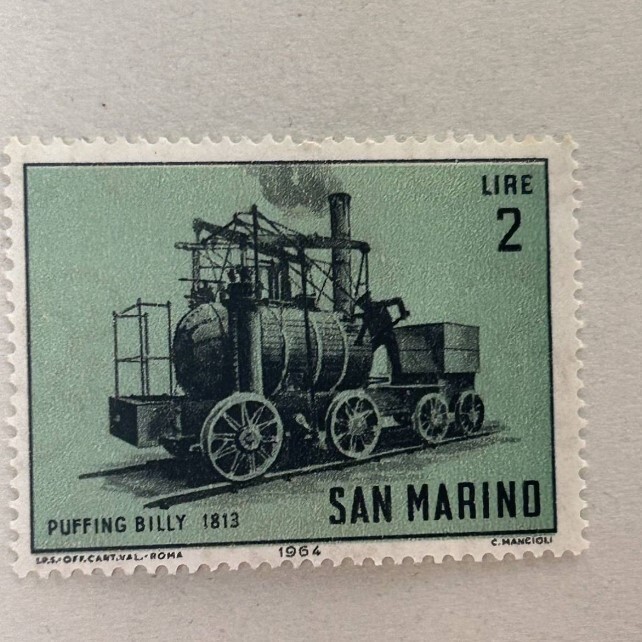 LIRE
2
SAN MARINO
PUFFING BILLY 1813
I.P.S.-OFF.CART.VAL.-ROMA
1964
C. MANCIOLI